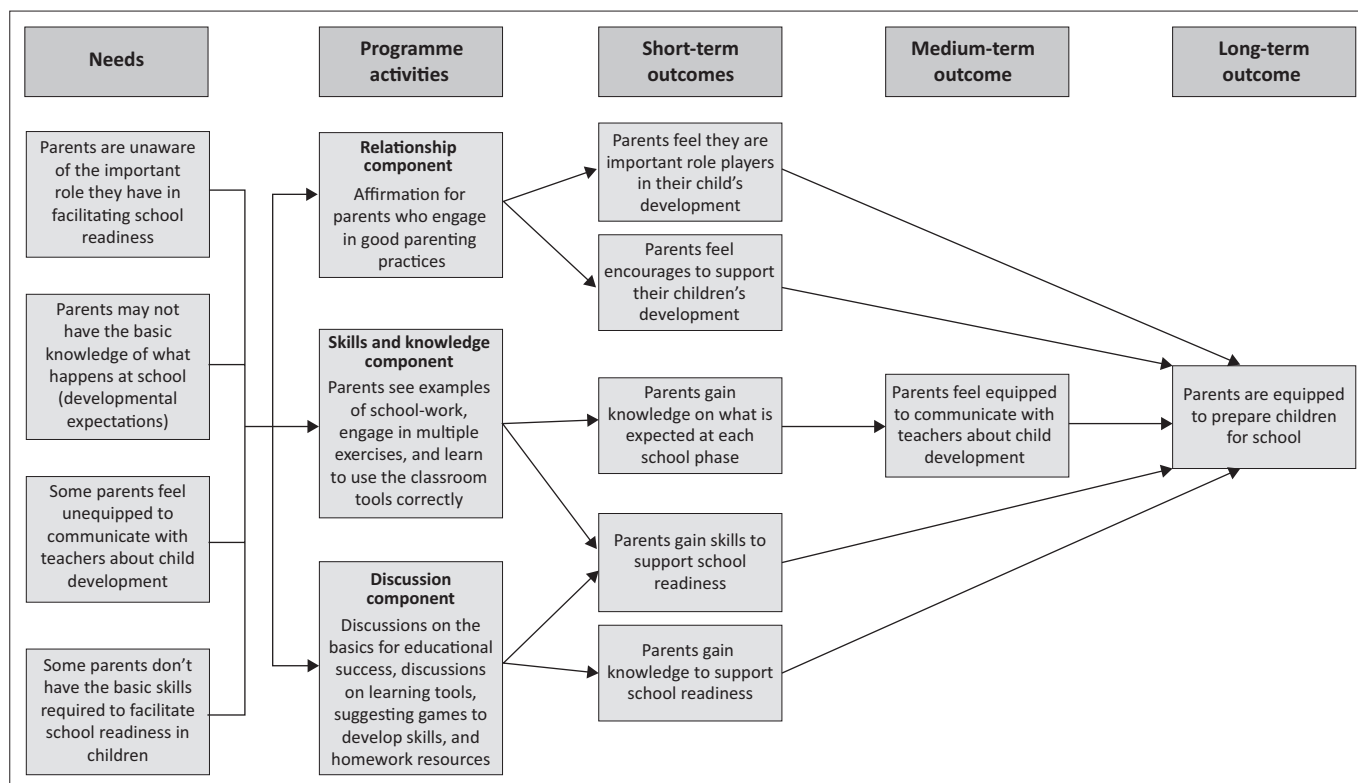 Needs
Programme
activities
Short-term
outcomes
Medium-term
outcome
Long-term
outcome
Parents are unaware
of the important
role they have in
facilitating school
readiness
Parents may not
have the basic
knowledge of what
happens at school
(developmental
expectations)
Some parents feel
unequipped to
communicate with
teachers about child
development
Some parents don’t
have the basic skills
required to facilitate
school readiness in
children
Relationship
component
Affirmation for
parents who engage
in good parenting
practices
Skills and knowledge
component
Parents see examples
of school-work,
engage in multiple
exercises, and learn
to use the classroom
tools correctly
Discussion
component
Discussions on the
basics for educational
success, discussions
on learning tools,
suggesting games to
develop skills, and
homework resources
Parents feel they are
important role players
in their child’s
development
Parents feel
encourages to support
their children’s
development
Parents gain
knowledge on what is
expected at each
school phase
Parents gain skills to
support school
readiness
Parents gain
knowledge to support
school readiness
Parents feel equipped
to communicate with
teachers about child
development
Parents are equipped
to prepare children
for school